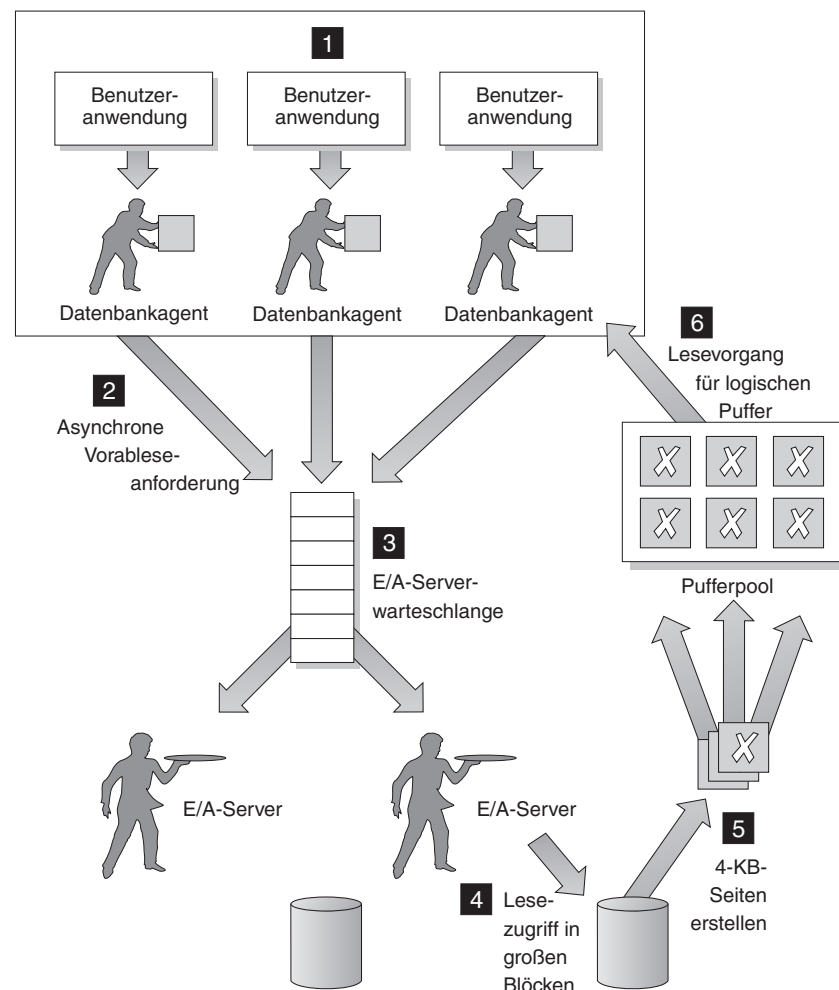 1
Benutzer-
anwendung
Benutzer-
anwendung
Benutzer-
anwendung
Datenbankagent
Datenbankagent
Datenbankagent
2
Asynchrone
Vorablese-
anforderung
3
E/A-Server-
warteschlange
E/A-Server
E/A-Server
4
Lese-
zugriff in
großen
Blöcken
5
4-KB-
Seiten
erstellen
Pufferpool
6
Lesevorgang
für logischen
Puffer
X
X
X
X
X
X
X